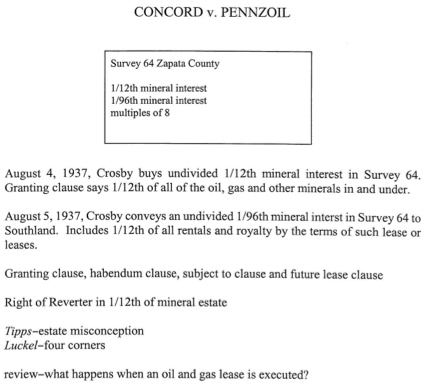 CONCORD v. PENNZOIL
Survey 64 Zapata County
1/12th mineral interest
1/96th mineral interest
multiples of 8
August 4, 1937, Crosby buys undivided 1/12th mineral interest in Survey 64.
Granting clause says 1/12th of all of the oil, gas and other minerals in and under.
August 5, 1937, Crosby conveys an undivided 1/96th mineral interst in Survey 64 to
Southland. Includes 1/12th of all rentals and royalty by the terms of such lease or
leases.
Granting clause, habendum clause, subject to clause and future lease clause
Right of Reverter in 1/12th of mineral estate
Tipps–estate misconception
Luckel–four corners
review–what happens when an oil and gas lease is executed?